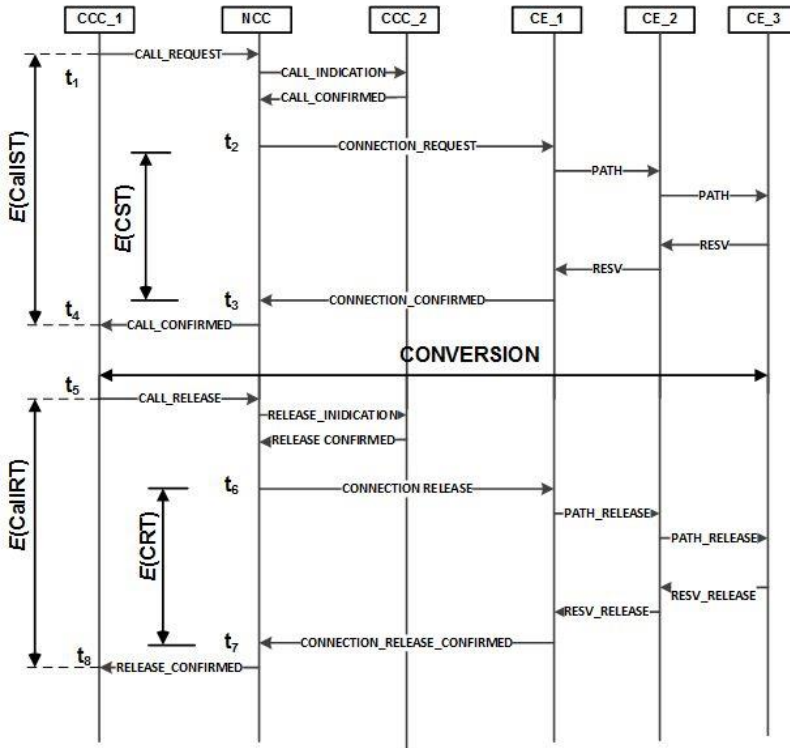 CCC_1 NCC CCC_2 CE_1 CE_2 CE_3
CALL_REQUEST
t1
CALL_INDICATION
CALL_CONFIRMED
t2
CONNECTION_REQUEST
PATH
PATH
E(CallST)
E(CST)
RESV
RESV
t3
CONNECTION_CONFIRMED
t4
CALL_CONFIRMED
CONVERSION
t5
CALL_RELEASE
RELEASE_INIDICATION
RELEASE CONFIRMED
t6
CONNECTION RELEASE
PATH_RELEASE
PATH_RELEASE
E(CallRT)
E(CRT)
RESV_RELEASE
RESV_RELEASE
t7
CONNECTION_RELEASE_CONFIRMED
t8
RELEASE_CONFIRMED